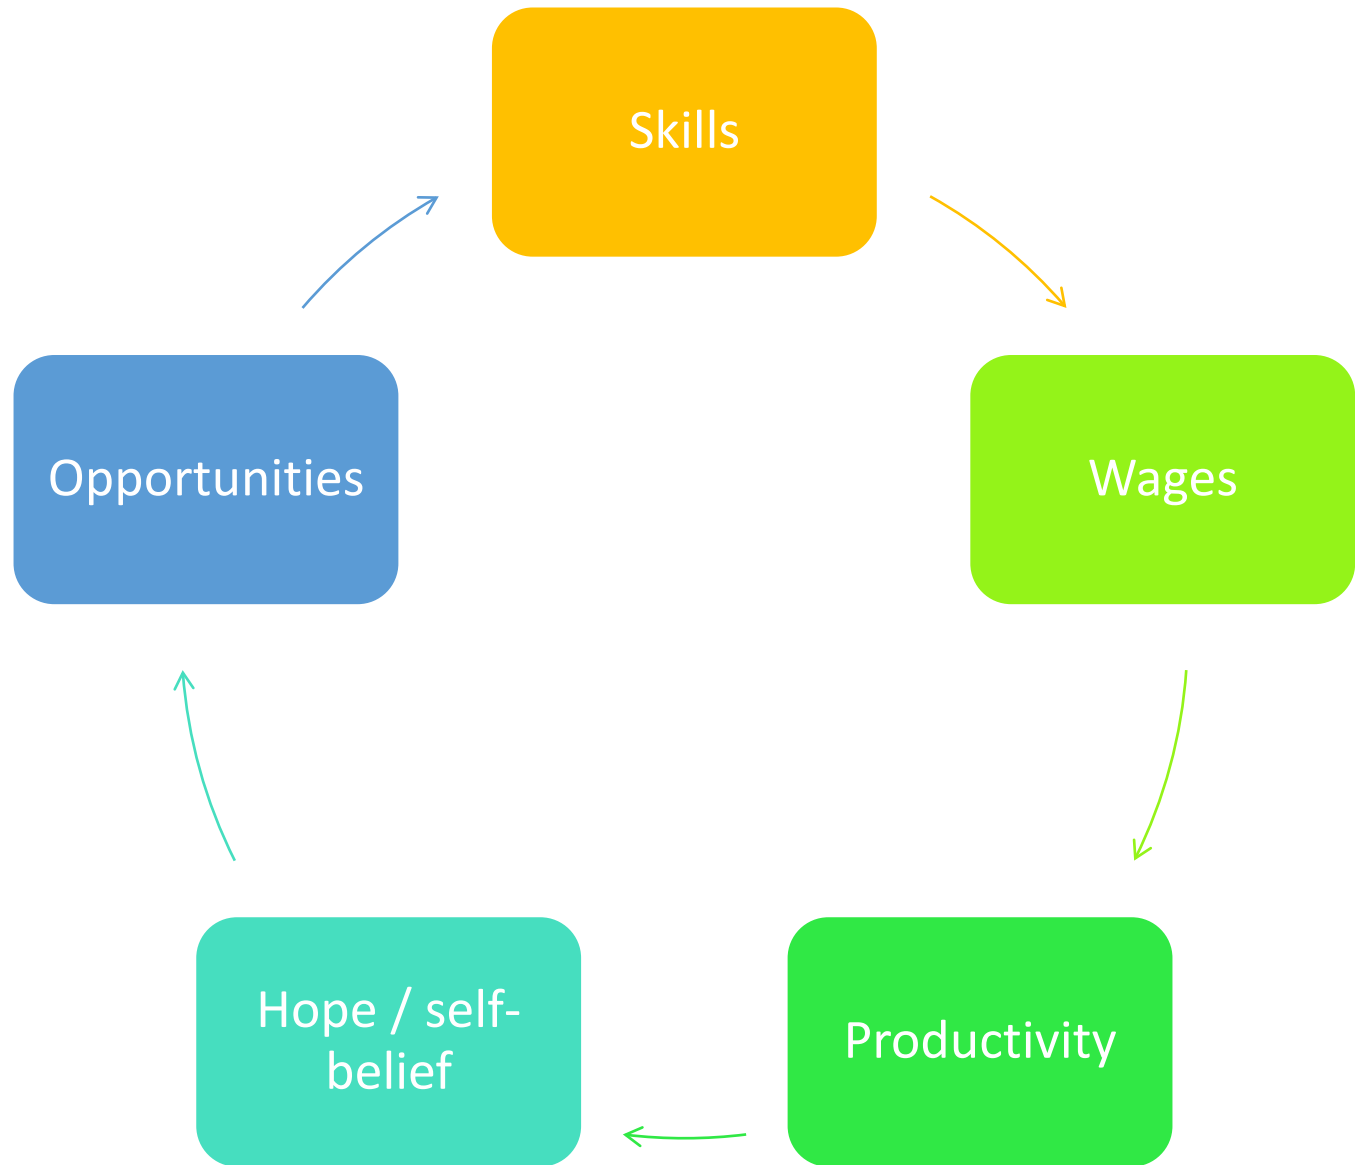 Skills
Wages
Productivity
Hope / self-
belief
Opportunities